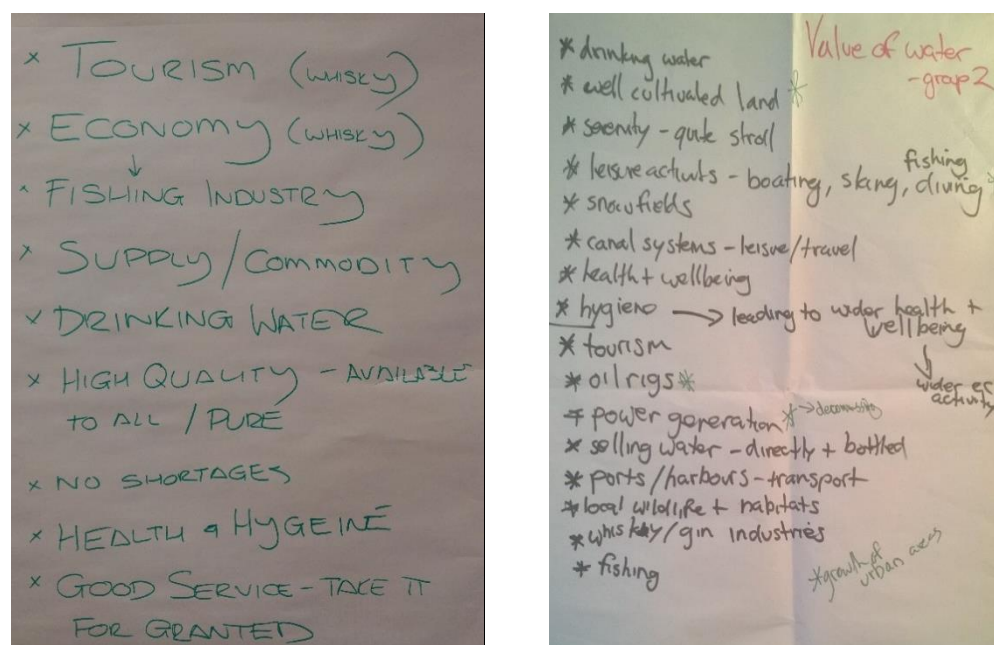 × TOURISM (WHISKY)
× ECONOMY (WHISKY)
↓
× FISHING INDUSTRY
× SUPPLY/COMMODITY
× DRINKING WATER
× HIGH QUALITY - AVAILABLE
TO ALL / PURE
× NO SHORTAGES
× HEALTH & HYGEINE
× GOOD SERVICE - TAKE IT
FOR GRANTED
Value of water
- group 2
* drinking water
* well cultivated land *
* serenity - quite stroll
fishing
* leisure activits - boating, skiing, diving
* snowfields
* canal systems - leisure/travel
* health + wellbeing
* hygiene → leading to wider health +
wellbeing
↓
wider ec
activity
* tourism
* oil rigs *
* power generation * →
* selling water - directly + bottled
* ports/harbours - transport
* local wildlife + habitats
* whiskey/gin industries
* fishing
* growth of
urban areas